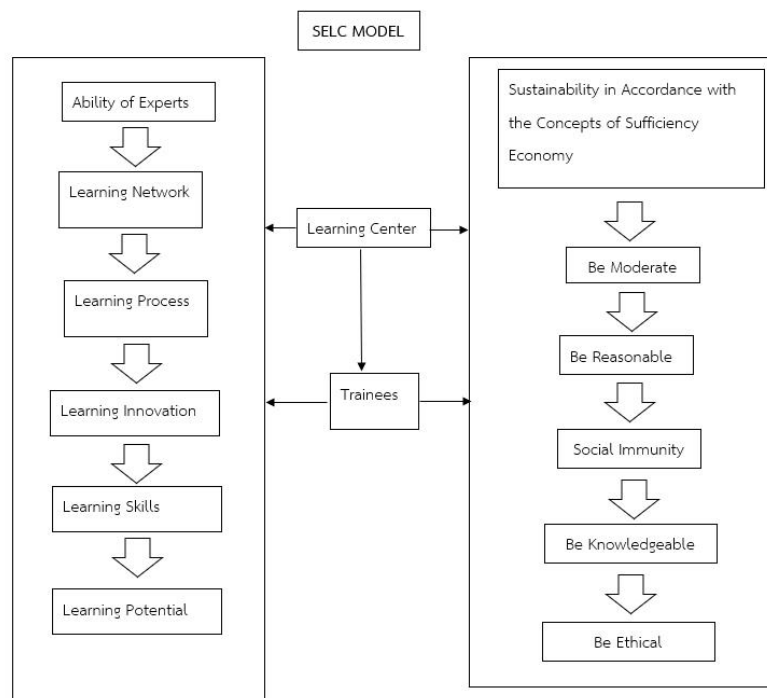 SELC MODEL
Ability of Experts
Learning Network
Learning Process
Learning Innovation
Learning Skills
Learning Potential
Learning Center
Trainees
Sustainability in Accordance with
the Concepts of Sufficiency
Economy
Be Moderate
Be Reasonable
Social Immunity
Be Knowledgeable
Be Ethical